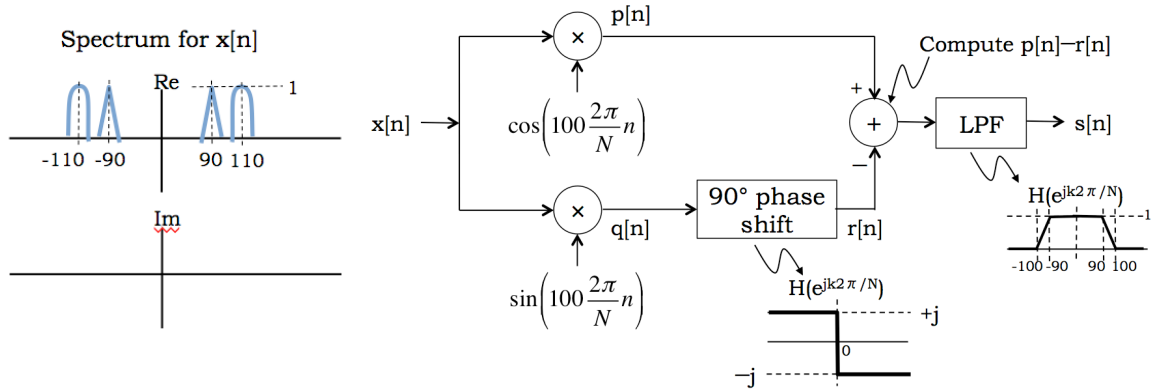 Spectrum for x[n]
Re
1
-110 -90
90 110
Im
x[n]
×
p[n]
cos(100 2π/N n)
×
q[n]
sin(100 2π/N n)
90° phase
shift
r[n]
H(e^jk2π/N)
+j
0
−j
Compute p[n]−r[n]
+
+
−
LPF
s[n]
H(e^jk2π/N)
1
-100 -90 90 100